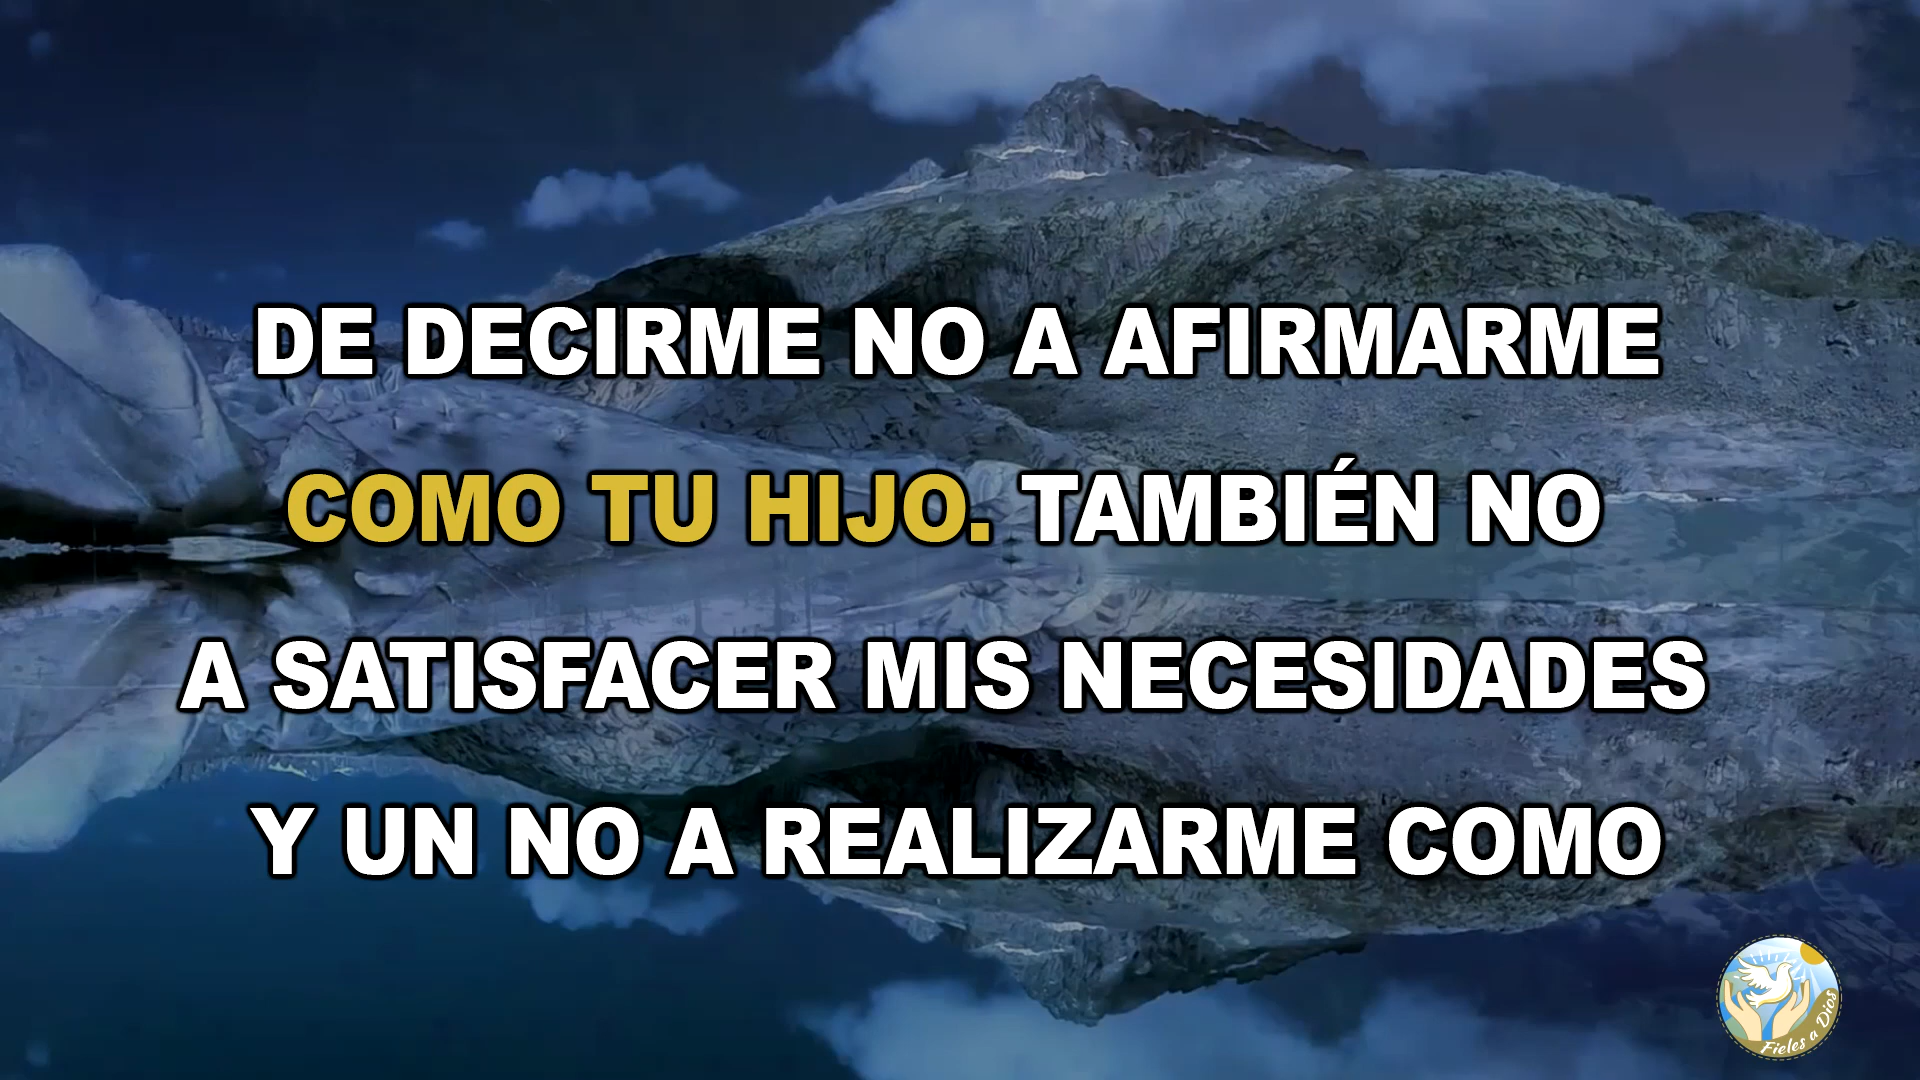 DE DECIRME NO A AFIRMARME
COMO TU HIJO. TAMBIÉN NO
A SATISFACER MIS NECESIDADES
Y UN NO A REALIZARME COMO
Fieles a Dios